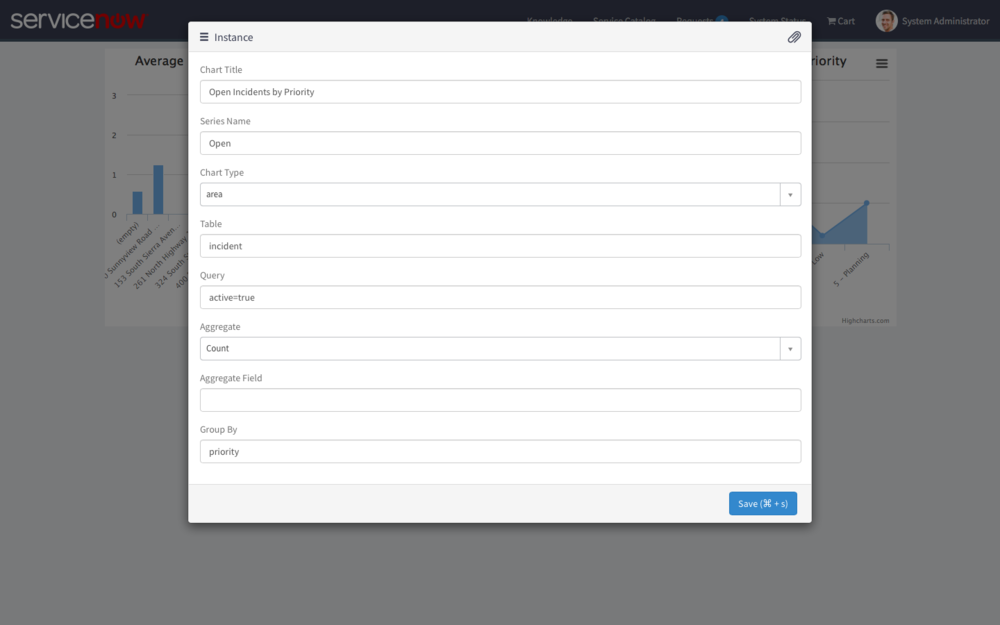 servicenow
Knowledge Service Catalog Requests System Status Cart System Administrator
Instance
Average
riority
Chart Title
Open Incidents by Priority
Series Name
Open
Chart Type
area
Table
incident
Query
active=true
Aggregate
Count
Aggregate Field
Group By
priority
Save (⌘ + s)
3
2
1
0
(empty)
Sunnyview Road ...
153 South Sierra Aven...
261 North Highway
324 South S
400
Low
5 - Planning
Highcharts.com